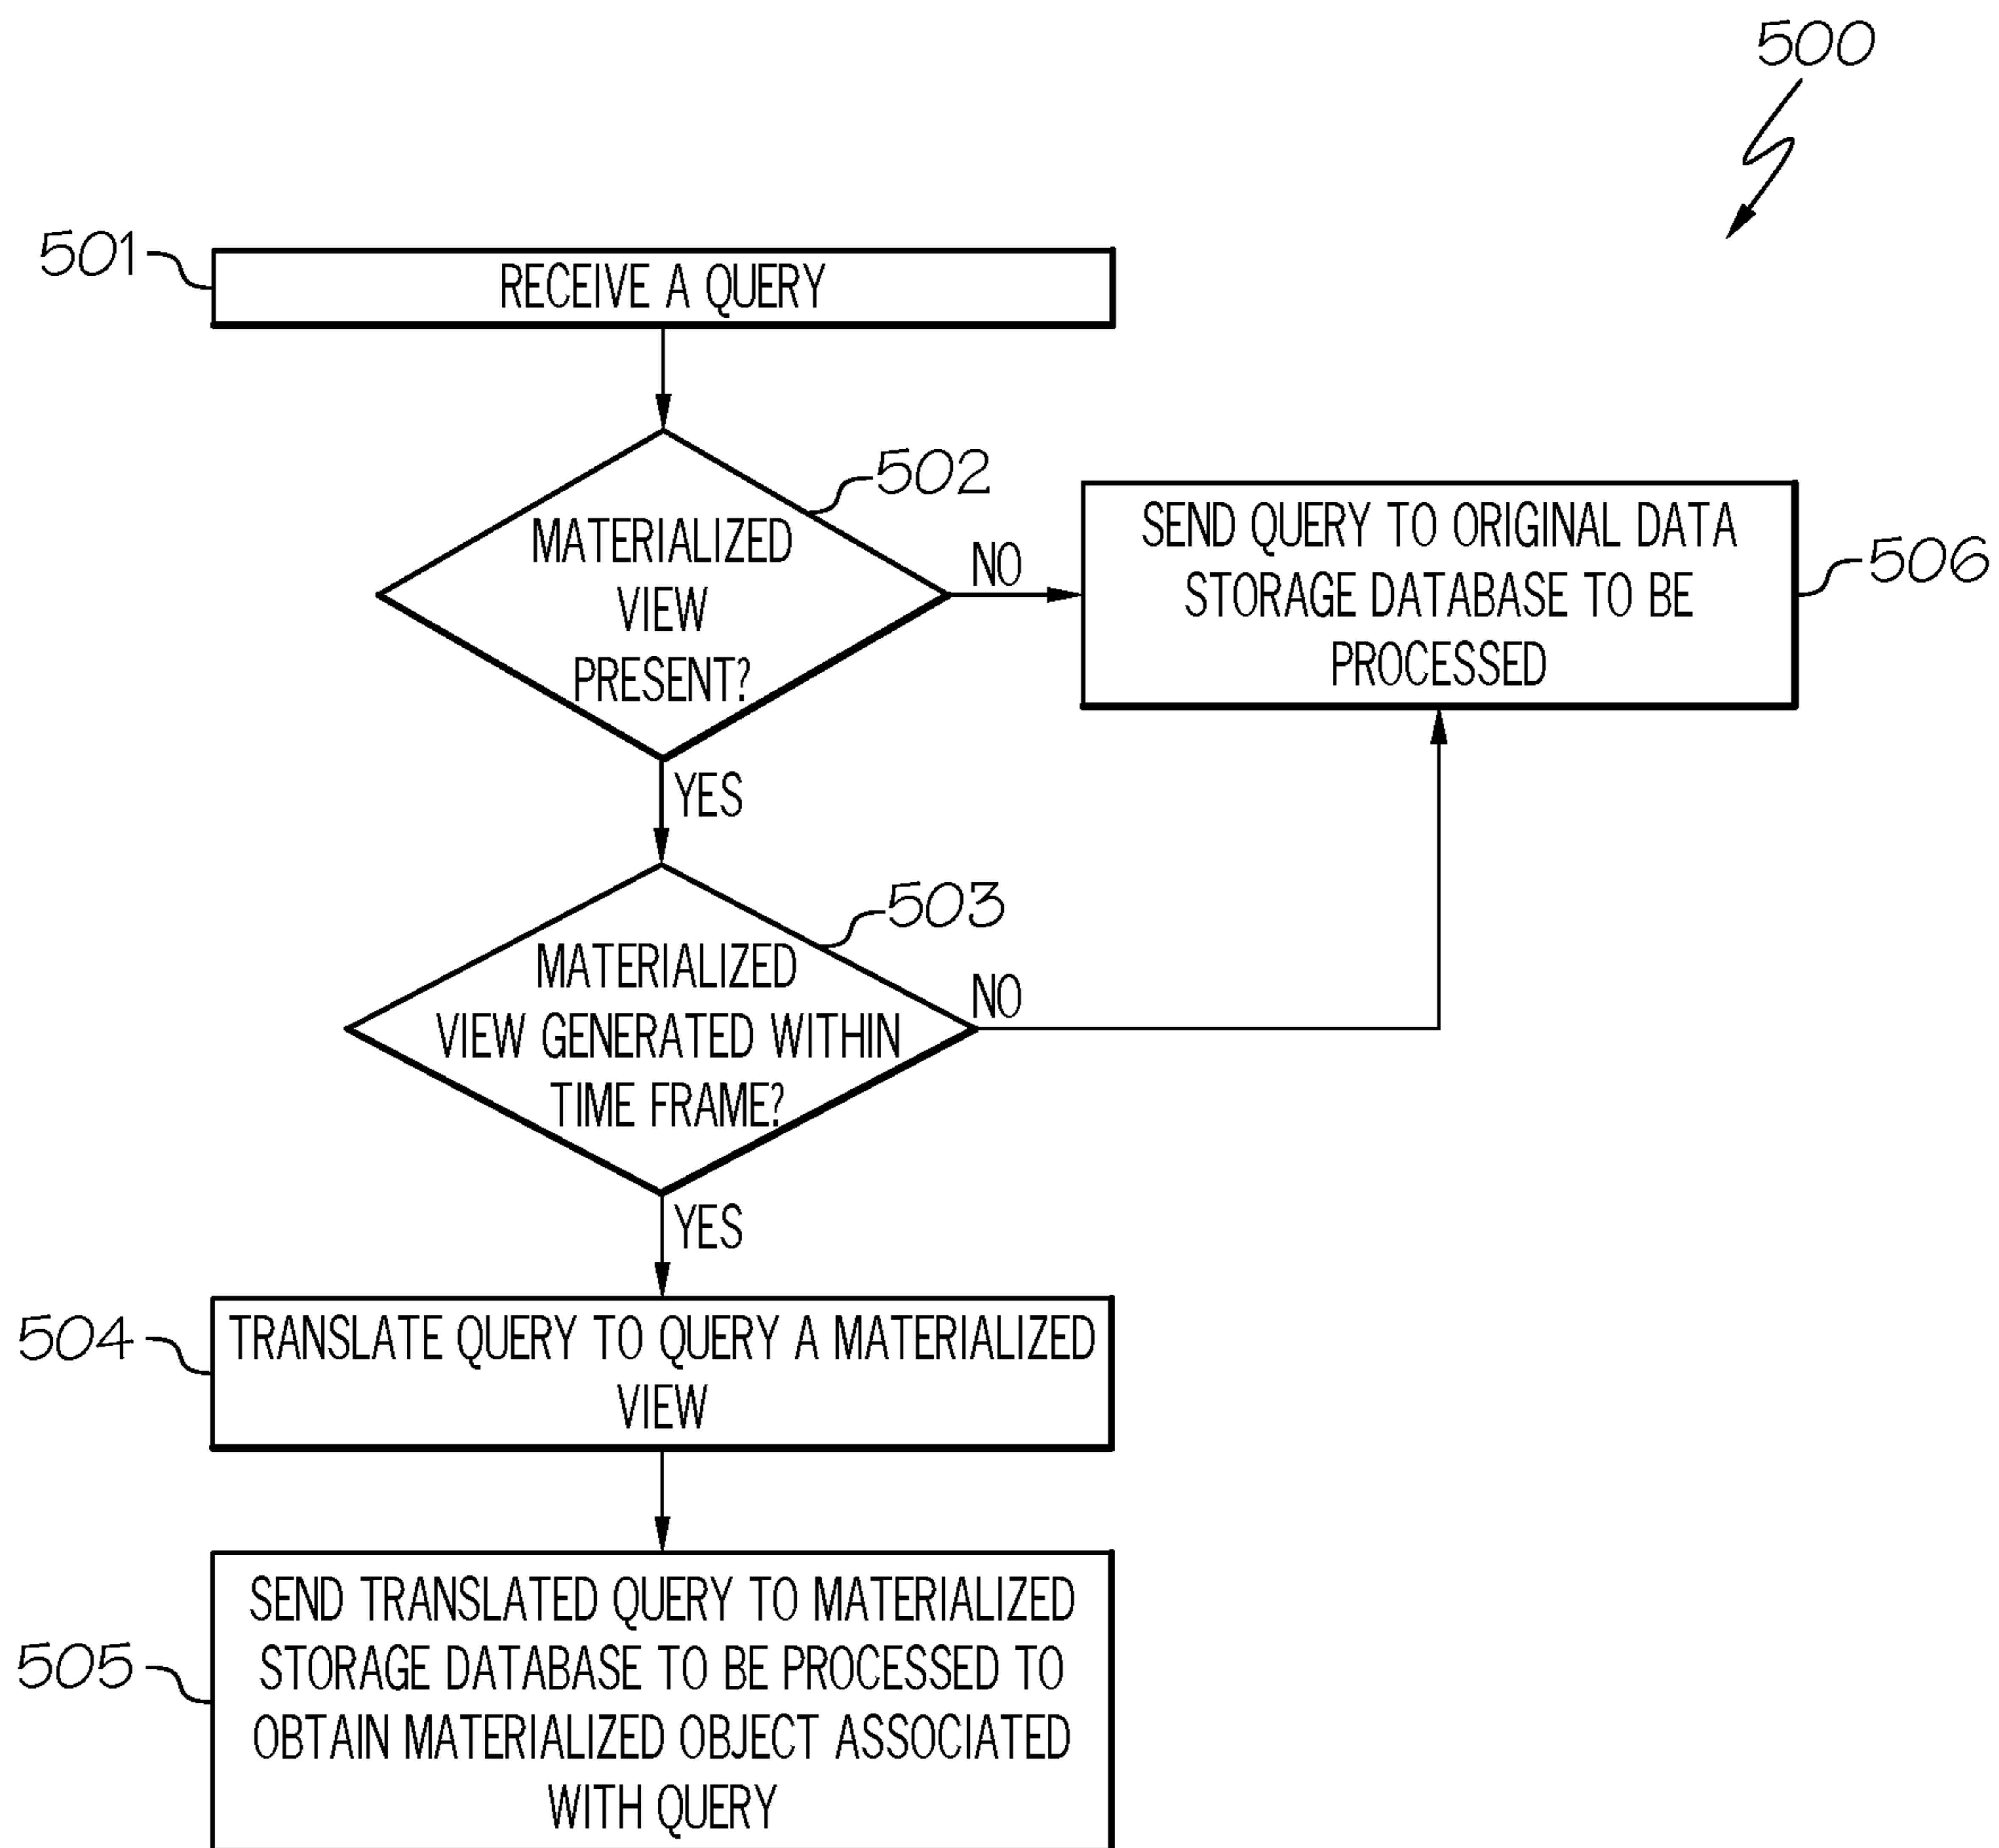 500
501
RECEIVE A QUERY
502
MATERIALIZED
VIEW
PRESENT?
NO
SEND QUERY TO ORIGINAL DATA
STORAGE DATABASE TO BE
PROCESSED
506
YES
503
MATERIALIZED
VIEW GENERATED WITHIN
TIME FRAME?
NO
YES
504
TRANSLATE QUERY TO QUERY A MATERIALIZED
VIEW
505
SEND TRANSLATED QUERY TO MATERIALIZED
STORAGE DATABASE TO BE PROCESSED TO
OBTAIN MATERIALIZED OBJECT ASSOCIATED
WITH QUERY